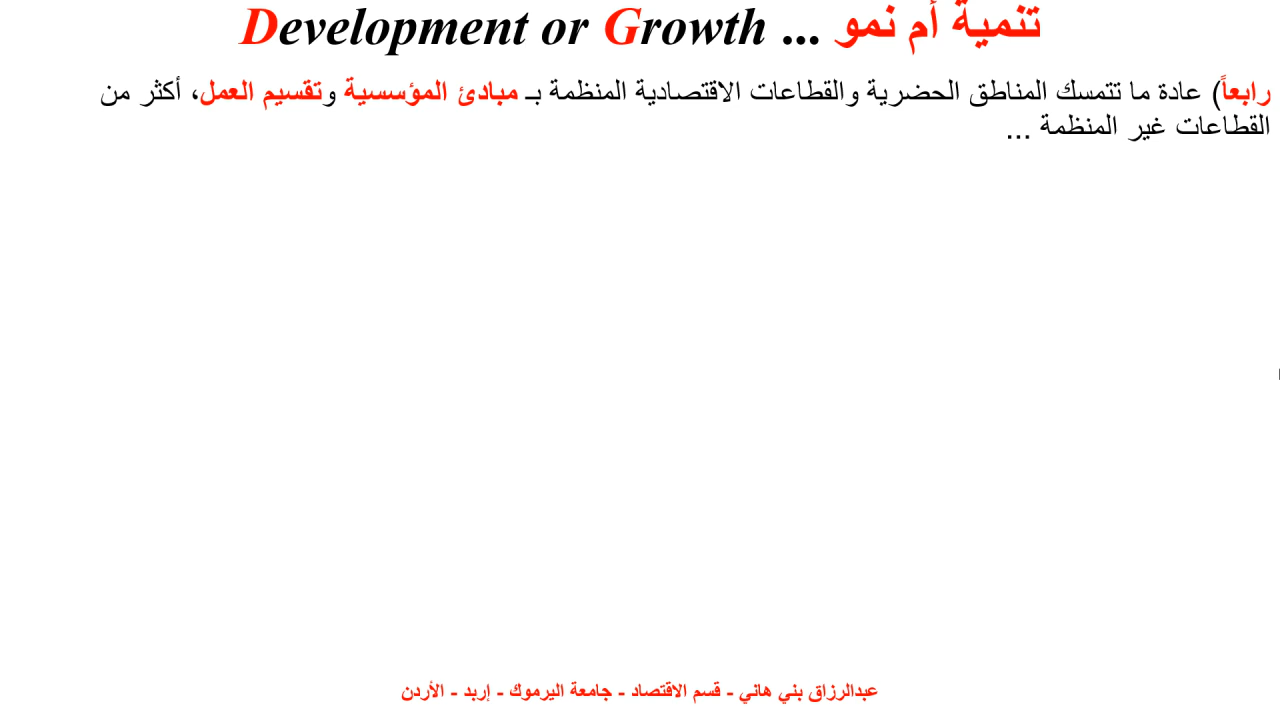 تنمية أم نمو ... Development or Growth
رابعاً) عادة ما تتمسك المناطق الحضرية والقطاعات الاقتصادية المنظمة بـ مبادئ المؤسسية وتقسيم العمل، أكثر من
القطاعات غير المنظمة ...
عبدالرزاق بني هاني - قسم الاقتصاد - جامعة اليرموك - إربد - الأردن